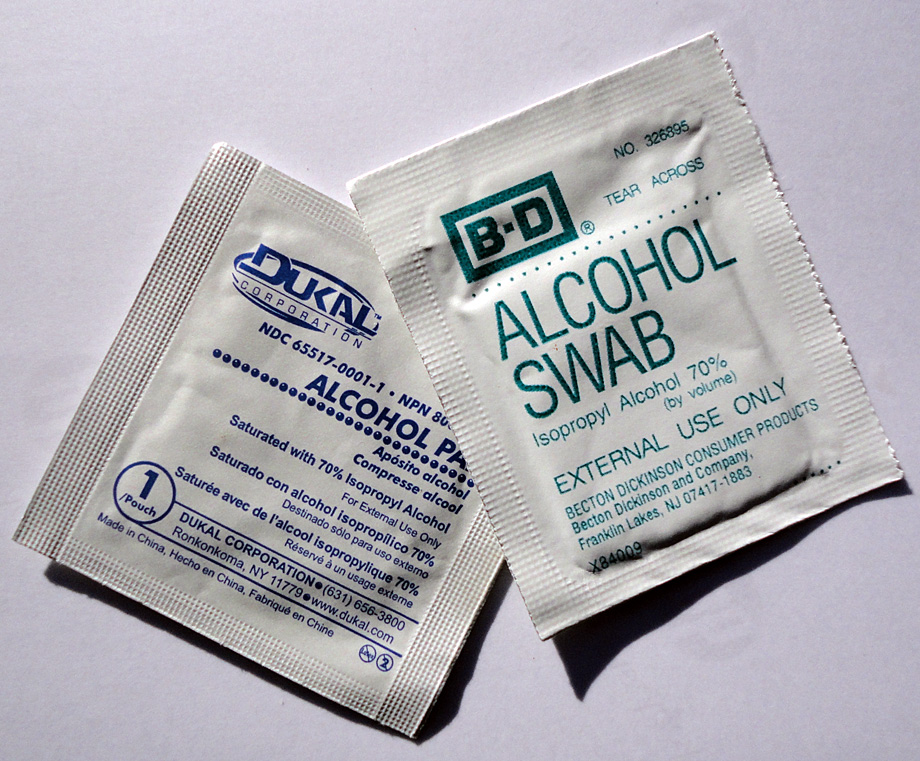 DUKAL™
CORPORATION
NDC 65517-0001-1 • NPN 80
ALCOHOL PA
Apósito alcohol
Compresse alcohol
Saturated with 70% Isopropyl Alcohol
For External Use Only
Saturado con alcohol isopropílico 70%
Destinado sólo para uso externo
Saturée avec de l'alcool isopropylique 70%
Réservé à un usage externe
1
/Pouch
DUKAL CORPORATION•(631) 656-3800
Ronkonkoma, NY 11779•www.dukal.com
Made in China, Hecho en China, Fabriqué en Chine
2
NO. 326895
TEAR ACROSS
B-D®
ALCOHOL
SWAB
Isopropyl Alcohol 70%
(by volume)
EXTERNAL USE ONLY
BECTON DICKINSON CONSUMER PRODUCTS
Becton Dickinson and Company,
Franklin Lakes, NJ 07417-1883
X84009